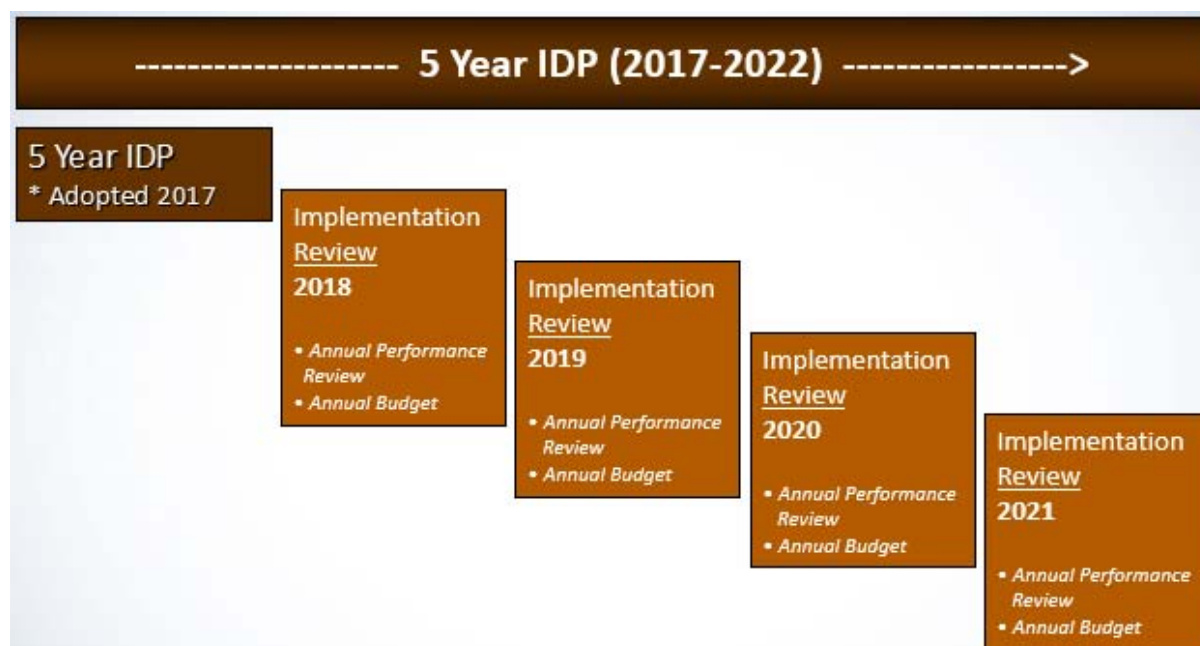 -------------------- 5 Year IDP (2017-2022) ----------------->
5 Year IDP
* Adopted 2017
Implementation
Review
2018
• Annual Performance
Review
• Annual Budget
Implementation
Review
2019
• Annual Performance
Review
• Annual Budget
Implementation
Review
2020
• Annual Performance
Review
• Annual Budget
Implementation
Review
2021
• Annual Performance
Review
• Annual Budget